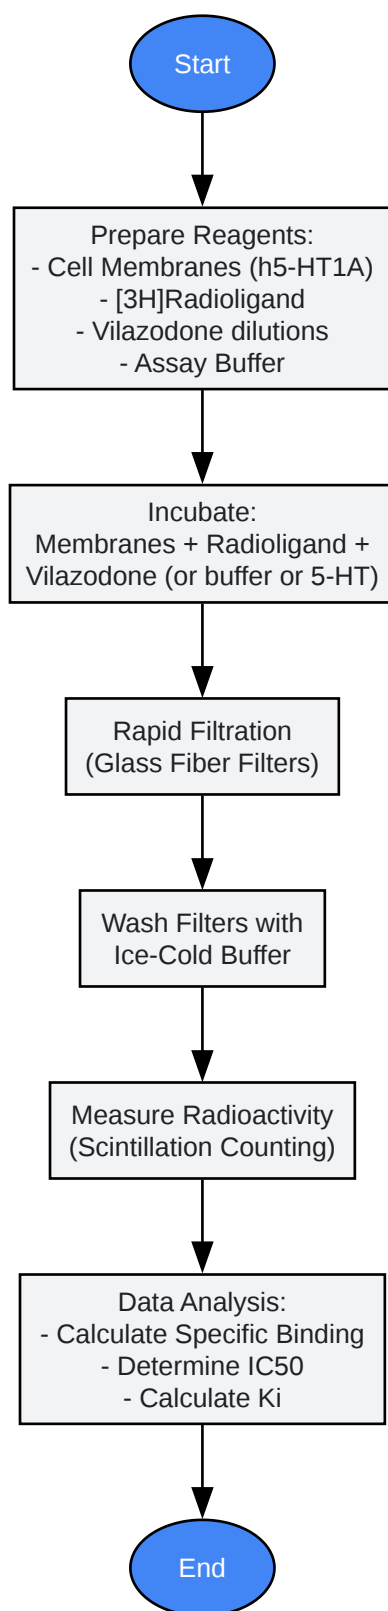 Start
Prepare Reagents:
- Cell Membranes (h5-HT1A)
- [3H]Radioligand
- Vilazodone dilutions
- Assay Buffer
Incubate:
Membranes + Radioligand +
Vilazodone (or buffer or 5-HT)
Rapid Filtration
(Glass Fiber Filters)
Wash Filters with
Ice-Cold Buffer
Measure Radioactivity
(Scintillation Counting)
Data Analysis:
- Calculate Specific Binding
- Determine IC50
- Calculate Ki
End